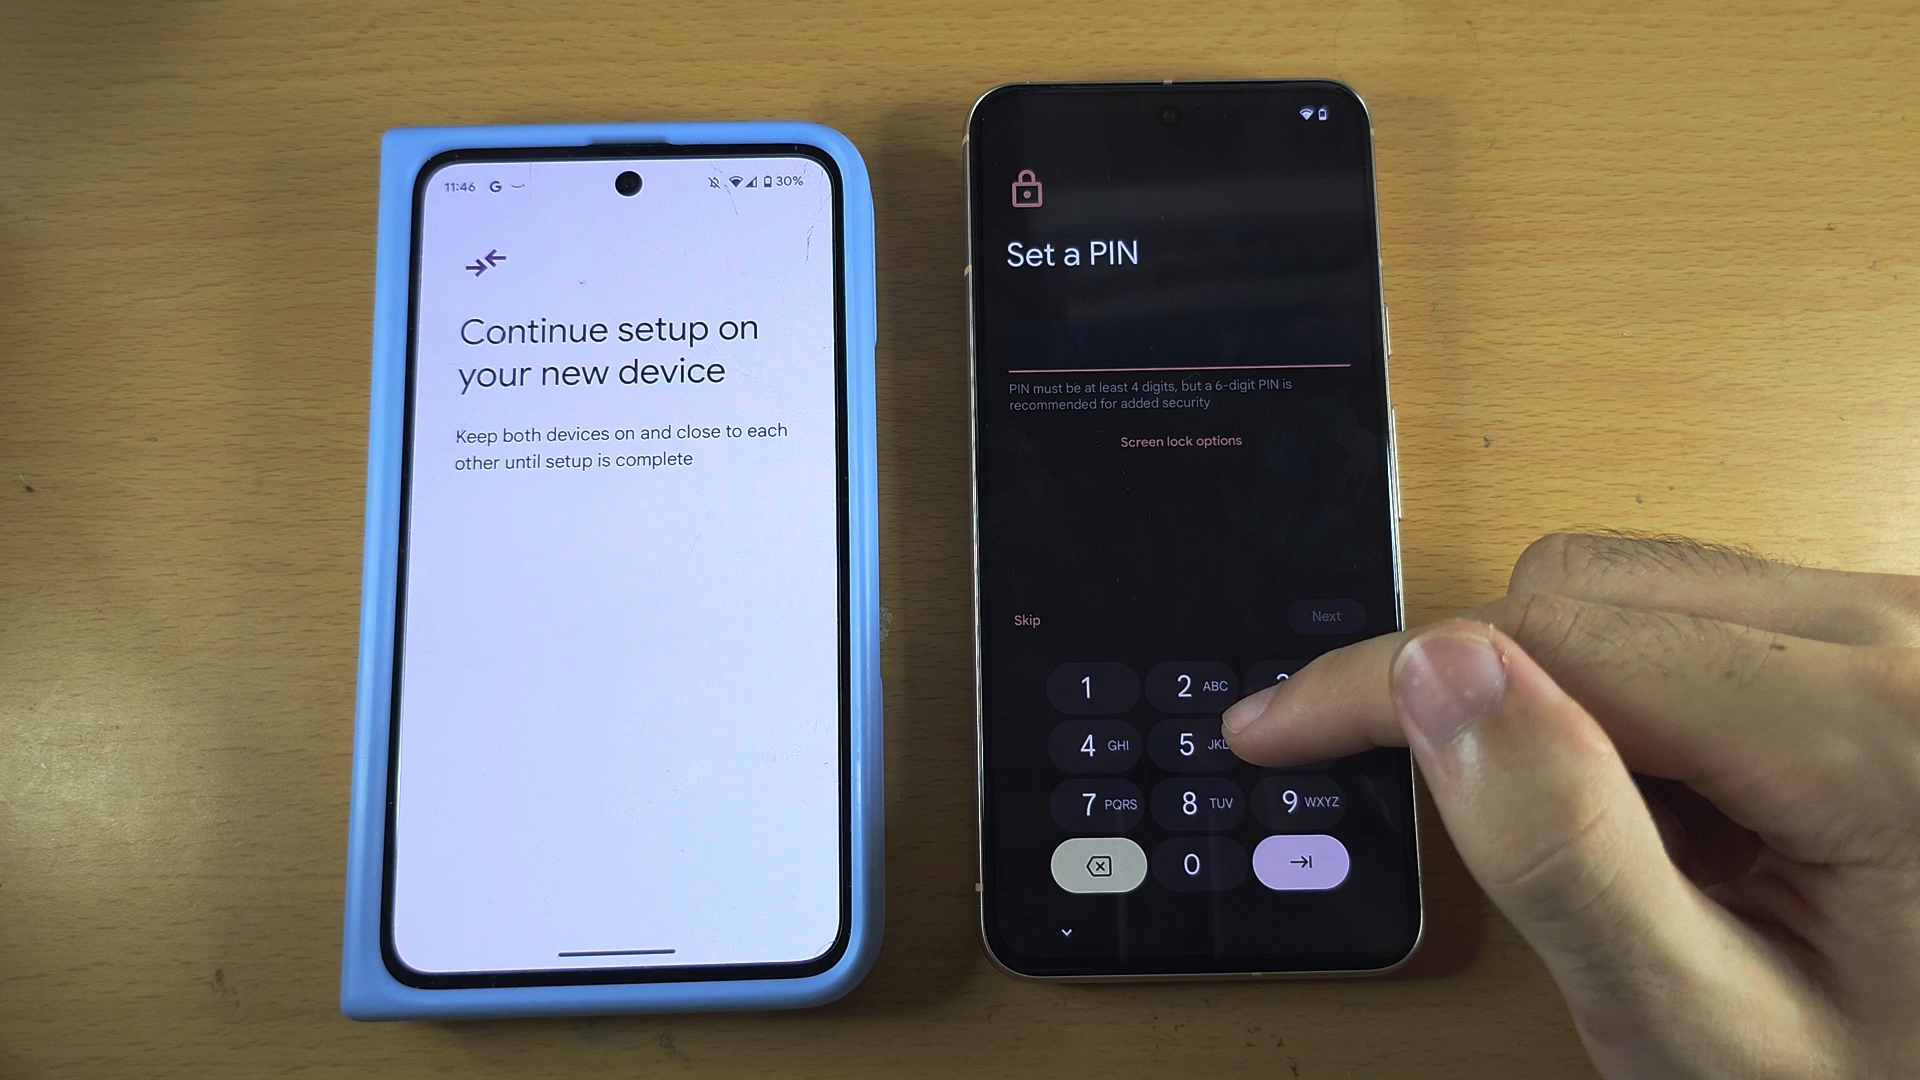 11:46 G 30%
Continue setup on
your new device
Keep both devices on and close to each
other until setup is complete
Set a PIN
PIN must be at least 4 digits, but a 6-digit PIN is
recommended for added security
Screen lock options
Skip Next
1 2 ABC
4 GHI 5 JKL
7 PQRS 8 TUV 9 WXYZ
0